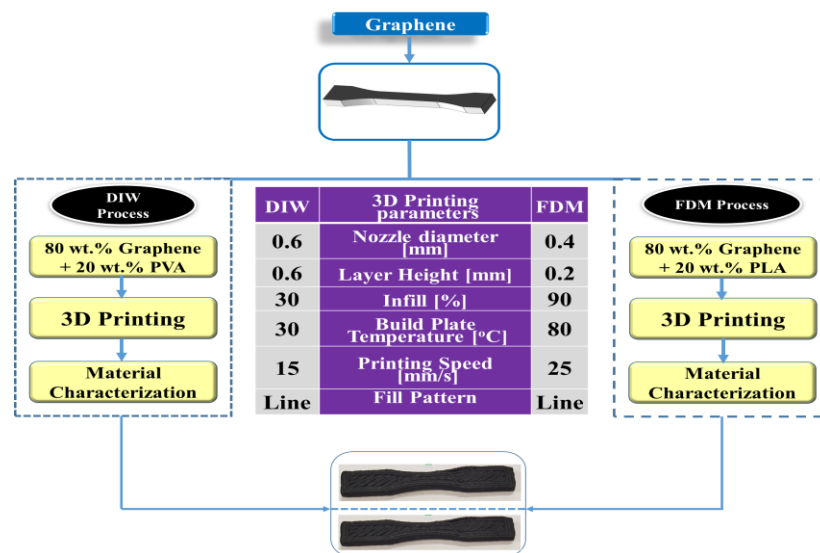 Graphene
DIW
Process
80 wt.% Graphene
+ 20 wt.% PVA
3D Printing
Material
Characterization
DIW
3D Printing
parameters
FDM
0.6
Nozzle diameter
[mm]
0.4
0.6
Layer Height [mm]
0.2
30
Infill [%]
90
30
Build Plate
Temperature [°C]
80
15
Printing Speed
[mm/s]
25
Line
Fill Pattern
Line
FDM Process
80 wt.% Graphene
+ 20 wt.% PLA
3D Printing
Material
Characterization